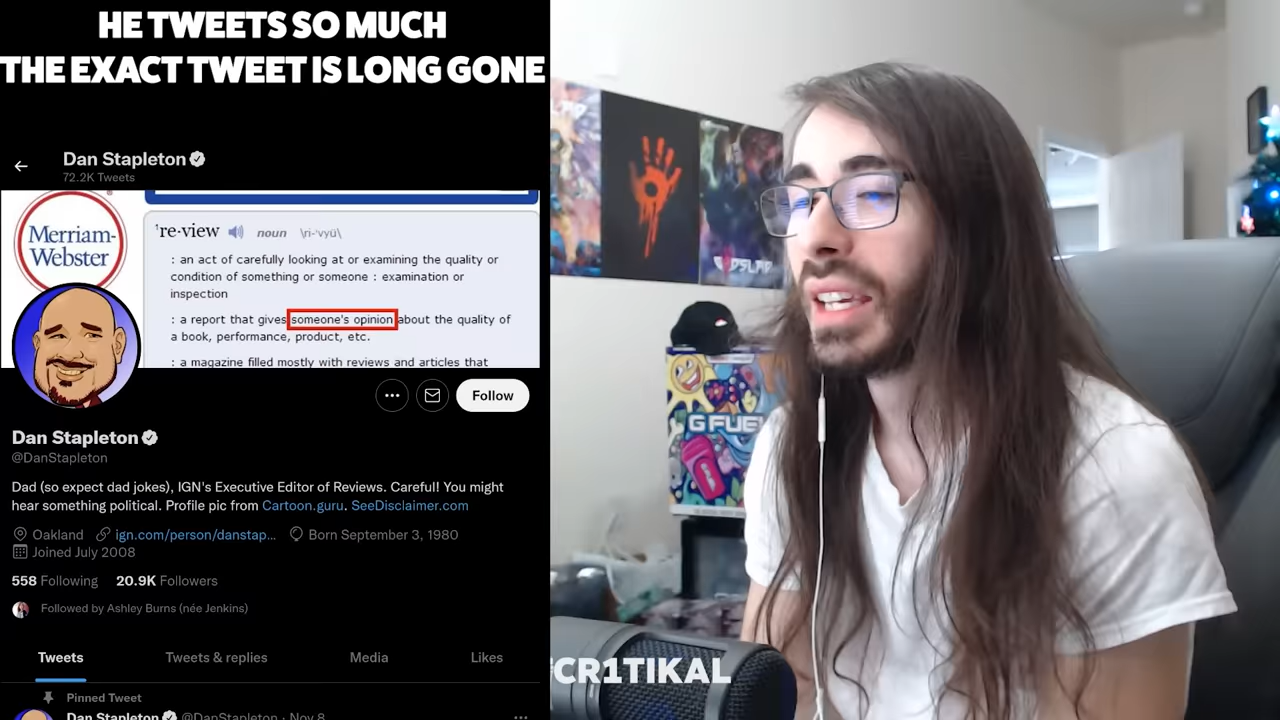 HE TWEETS SO MUCH
THE EXACT TWEET IS LONG GONE
Dan Stapleton
72.2K Tweets
Merriam-
Webster
¹re·view noun \ri-ˈvyü\
: an act of carefully looking at or examining the quality or
condition of something or someone : examination or
inspection
: a report that gives someone's opinion about the quality of
a book, performance, product, etc.
: a magazine filled mostly with reviews and articles that
Follow
Dan Stapleton
@DanStapleton
Dad (so expect dad jokes), IGN's Executive Editor of Reviews. Careful! You might
hear something political. Profile pic from Cartoon.guru. SeeDisclaimer.com
Oakland ign.com/person/danstap... Born September 3, 1980
Joined July 2008
558 Following 20.9K Followers
Followed by Ashley Burns (née Jenkins)
Tweets Tweets & replies Media Likes
Pinned Tweet
Dan Stapleton @DanStapleton · Nov 8
G FUEL
CR1TIKAL